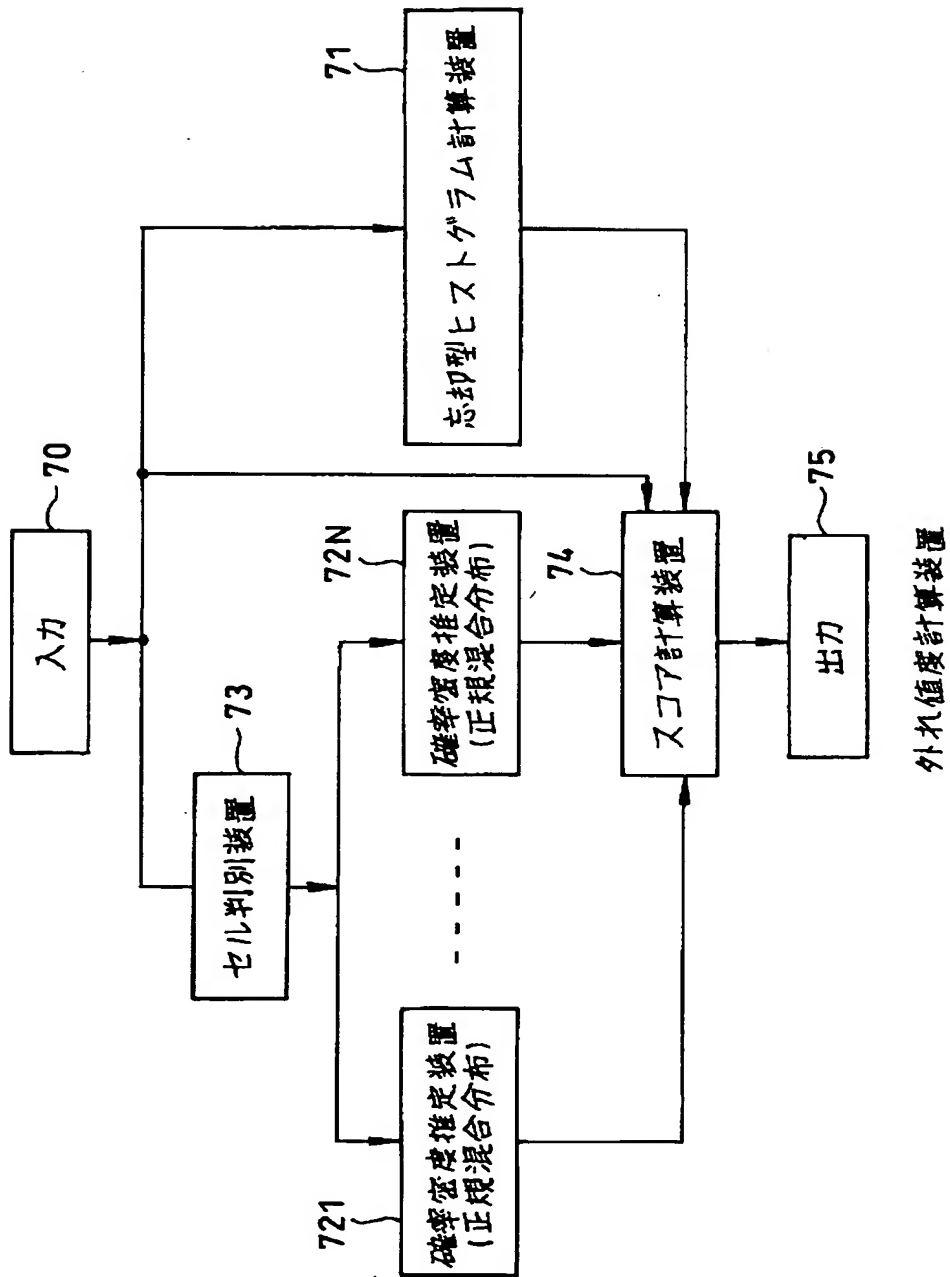 入力
70
セル判別装置
73
忘却型ヒストグラム計算装置
71
確率密度推定装置
(正規混合分布)
721
確率密度推定装置
(正規混合分布)
72N
スコア計算装置
74
出力
75
外れ値度計算装置